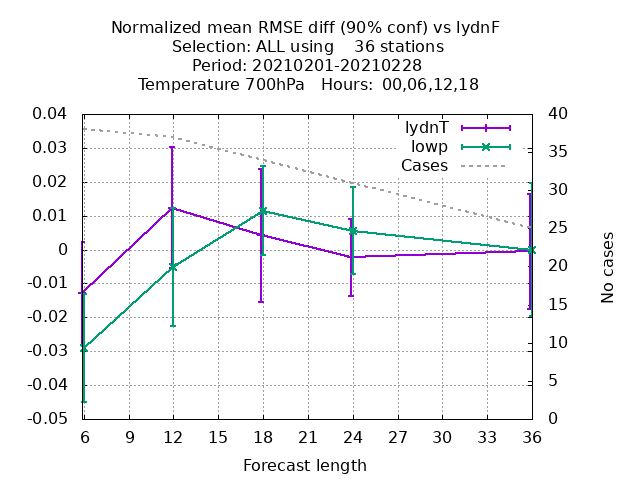 Normalized mean RMSE diff (90% conf) vs lydnF
Selection: ALL using    36 stations
Period: 20210201-20210228
Temperature 700hPa   Hours:  00,06,12,18
0.04
0.03
0.02
0.01
0
-0.01
-0.02
-0.03
-0.04
-0.05
lydnT
lowp
Cases
40
35
30
25
20
15
10
5
0
No cases
6 9 12 15 18 21 24 27 30 33 36
Forecast length